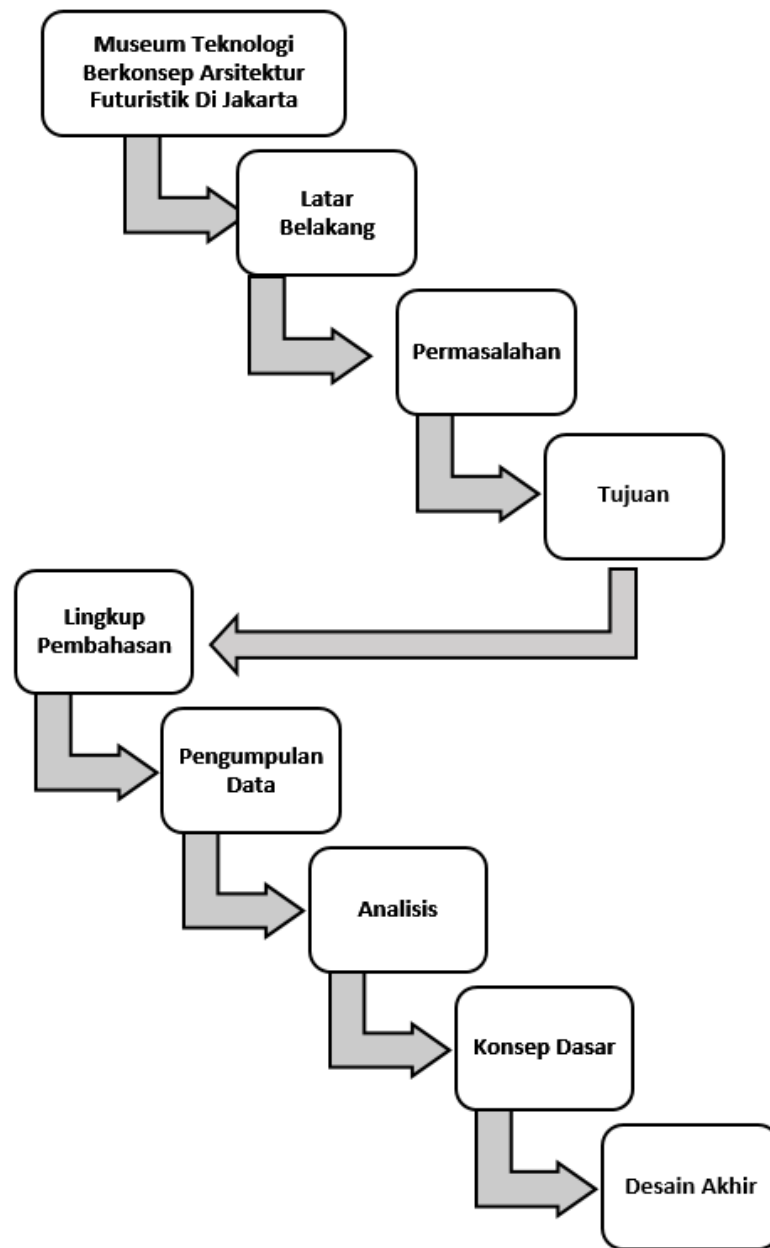 Museum Teknologi
Berkonsep Arsitektur
Futuristik Di Jakarta
Latar
Belakang
Permasalahan
Tujuan
Lingkup
Pembahasan
Pengumpulan
Data
Analisis
Konsep Dasar
Desain Akhir